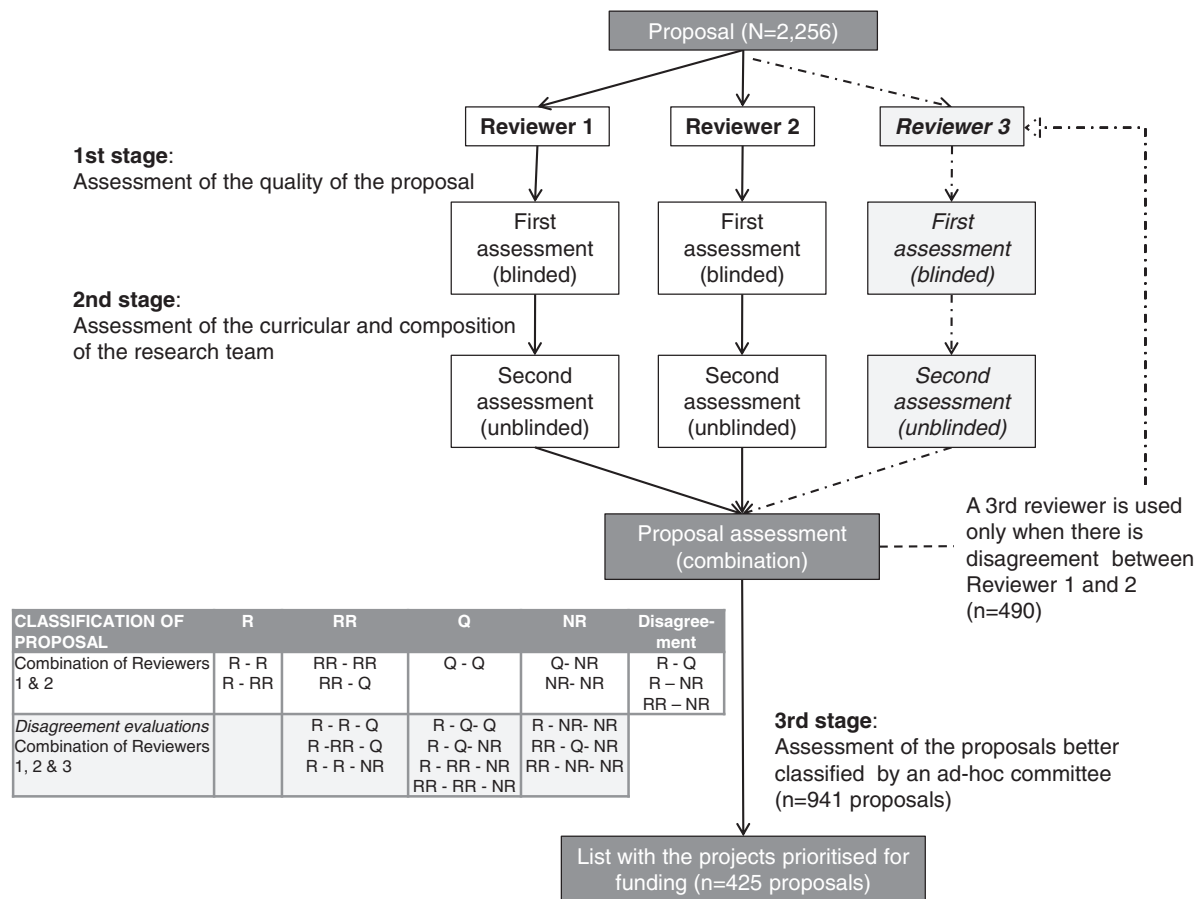 Proposal (N=2,256)
Reviewer 1
Reviewer 2
Reviewer 3
1st stage:
Assessment of the quality of the proposal
First
assessment
(blinded)
First
assessment
(blinded)
First
assessment
(blinded)
2nd stage:
Assessment of the curricular and composition
of the research team
Second
assessment
(unblinded)
Second
assessment
(unblinded)
Second
assessment
(unblinded)
Proposal assessment
(combination)
A 3rd reviewer is used
only when there is
disagreement between
Reviewer 1 and 2
(n=490)
CLASSIFICATION OF
PROPOSAL
R
RR
Q
NR
Disagree-
ment
Combination of Reviewers
1 & 2
R - R
R - RR
RR - RR
RR - Q
Q - Q
Q- NR
NR- NR
R - Q
R – NR
RR – NR
Disagreement evaluations
Combination of Reviewers
1, 2 & 3
R - R - Q
R -RR - Q
R - R - NR
R - Q- Q
R - Q- NR
R - RR - NR
RR - RR - NR
R - NR- NR
RR - Q- NR
RR - NR- NR
3rd stage:
Assessment of the proposals better
classified by an ad-hoc committee
(n=941 proposals)
List with the projects prioritised for
funding (n=425 proposals)